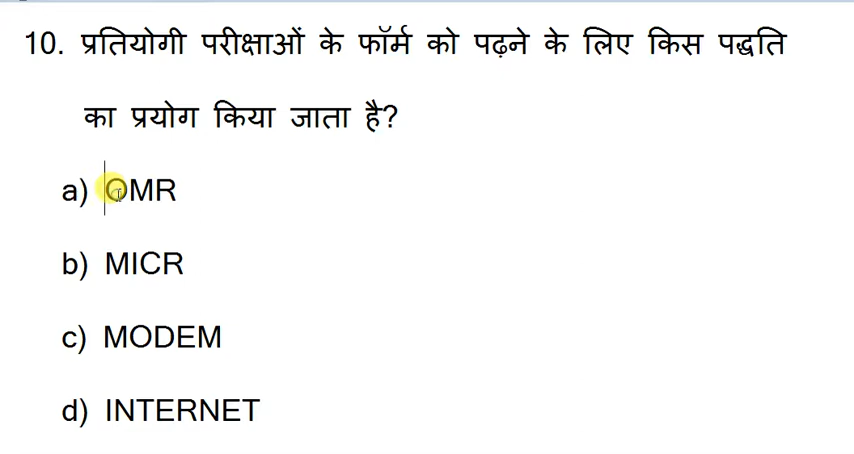 10. प्रतियोगी परीक्षाओं के फॉर्म को पढ़ने के लिए किस पद्धति
का प्रयोग किया जाता है?
a) OMR
b) MICR
c) MODEM
d) INTERNET